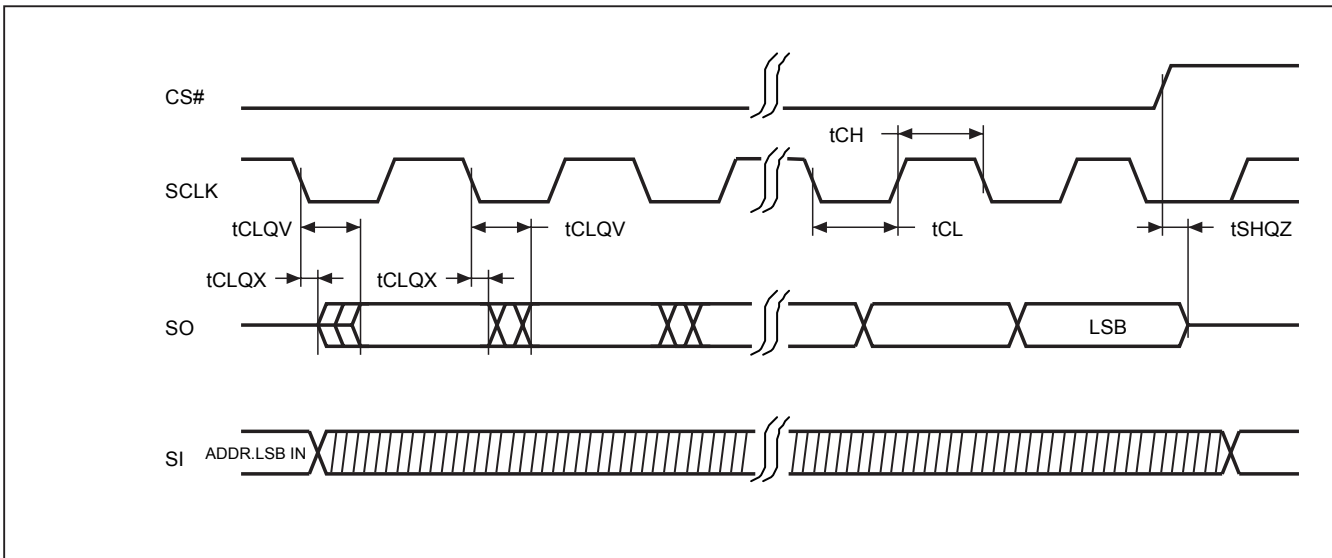 CS#
tCH
SCLK
tCLQV
tCLQV
tCL
tSHQZ
tCLQX
tCLQX
SO
LSB
SI
ADDR.LSB IN